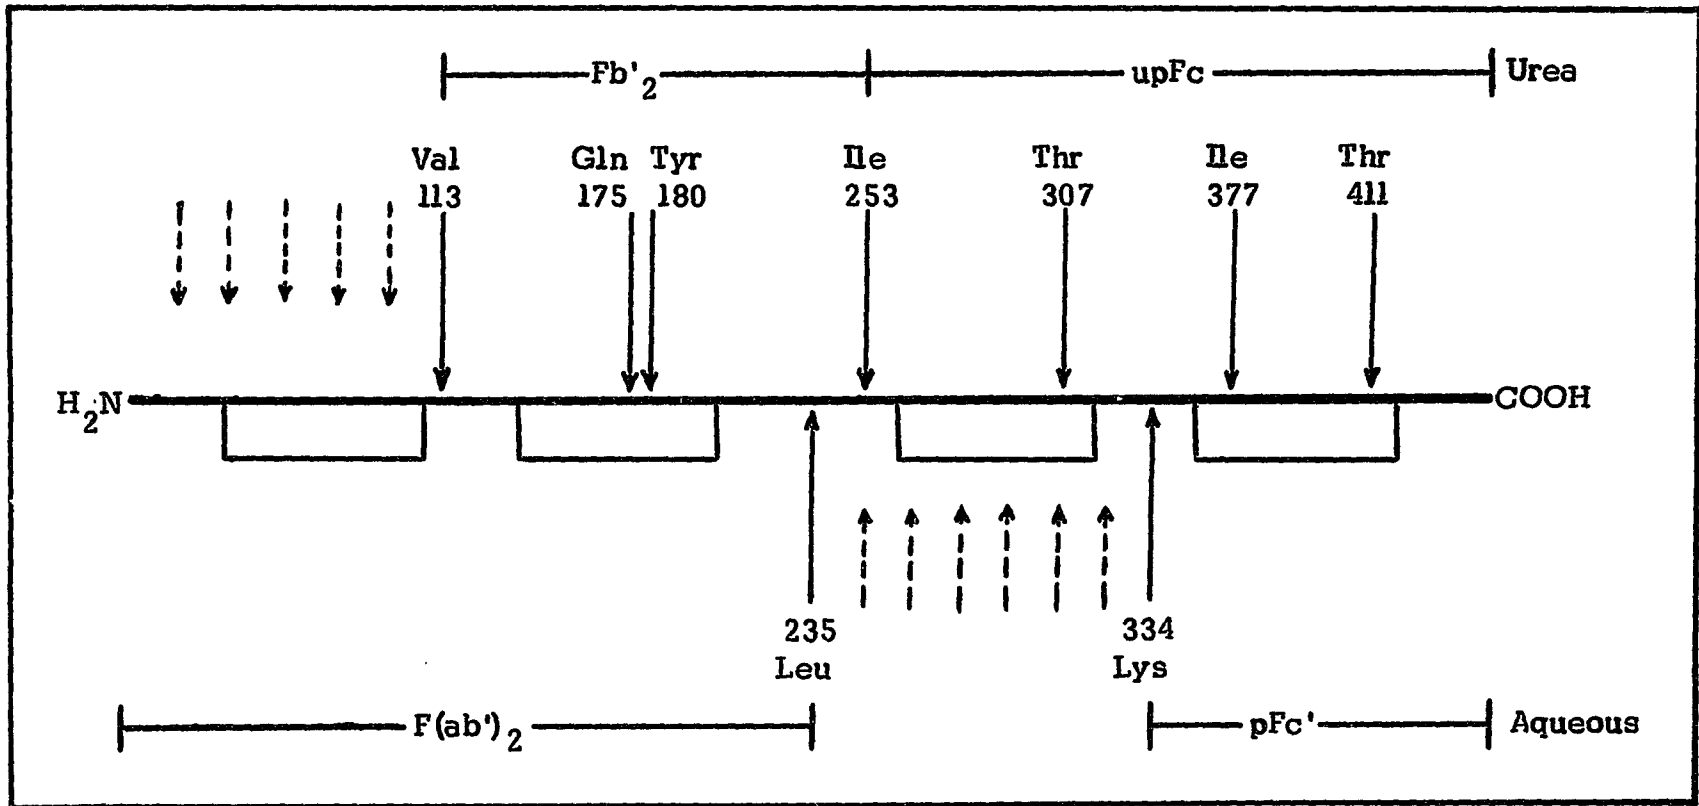 Fb'2 upFc Urea
Val Gln Tyr Ile Thr Ile Thr
113 175 180 253 307 377 411
H2N COOH
235 334
Leu Lys
F(ab')2 pFc' Aqueous